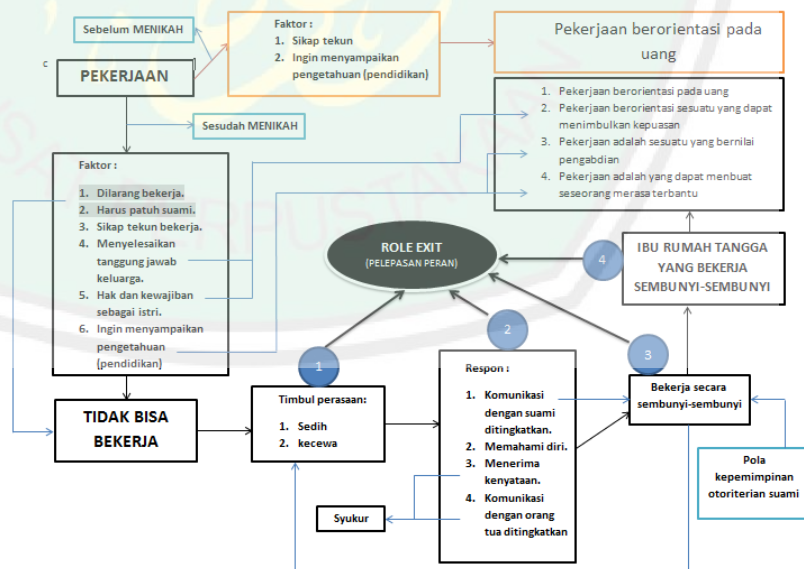 Sebelum MENIKAH
Faktor :
1. Sikap tekun
2. Ingin menyampaikan
pengetahuan (pendidikan)
Pekerjaan berorientasi pada
uang
c
PEKERJAAN
Sesudah MENIKAH
1. Pekerjaan berorientasi pada uang
2. Pekerjaan berorientasi sesuatu yang dapat
menimbulkan kepuasan
3. Pekerjaan adalah sesuatu yang bernilai
pengabdian
4. Pekerjaan adalah yang dapat membuat
seseorang merasa terbantu
Faktor :
1. Dilarang bekerja.
2. Harus patuh suami.
3. Sikap tekun bekerja.
4. Menyelesaikan
tanggung jawab
keluarga.
5. Hak dan kewajiban
sebagai istri.
6. Ingin menyampaikan
pengetahuan
(pendidikan)
ROLE EXIT
(PELEPASAN PERAN)
4
IBU RUMAH TANGGA
YANG BEKERJA
SEMBUNYI-SEMBUNYI
1
2
3
TIDAK BISA
BEKERJA
Timbul perasaan:
1. Sedih
2. kecewa
Respon :
1. Komunikasi
dengan suami
ditingkatkan.
2. Memahami diri.
3. Menerima
kenyataan.
4. Komunikasi
dengan orang
tua ditingkatkan
Bekerja secara
sembunyi-sembunyi
Syukur
Pola
kepemimpinan
otoriterian suami
PERPUSTAKAAN